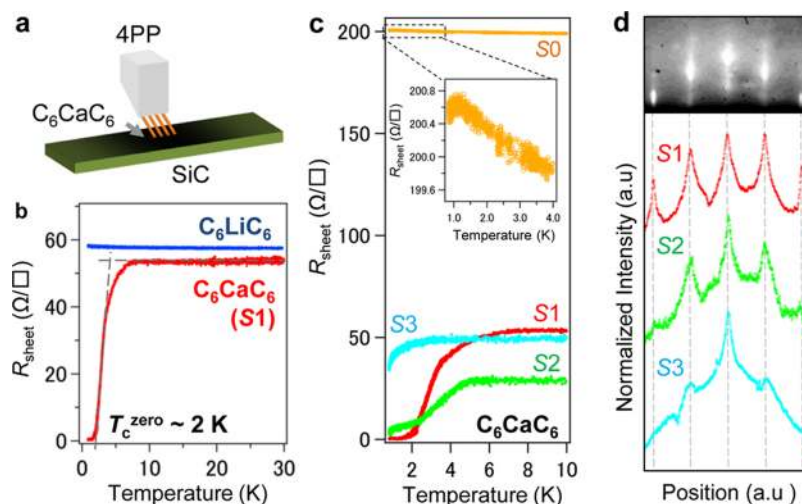 a
4PP
C₆CaC₆
SiC
b
Rsheet (Ω/□)
60
40
20
0
C₆LiC₆
C₆CaC₆
(S1)
Tczero ~ 2 K
0 10 20 30
Temperature (K)
c
Rsheet (Ω/□)
200
150
100
50
0
S0
Rsheet (Ω/□)
200.8
200.4
200.0
199.6
1.0 2.0 3.0 4.0
Temperature (K)
S3
S1
S2
C₆CaC₆
2 4 6 8 10
Temperature (K)
d
Normalized Intensity (a.u)
S1
S2
S3
Position (a.u )